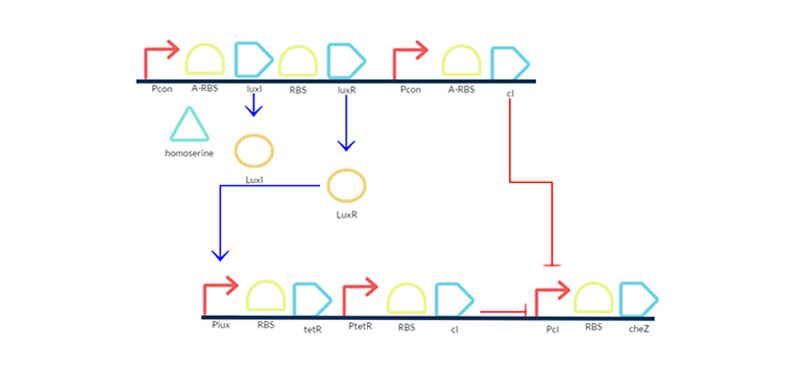 Pcon A-RBS luxI RBS luxR Pcon A-RBS cI
homoserine
LuxI
LuxR
Plux RBS tetR PtetR RBS cI PcI RBS cheZ